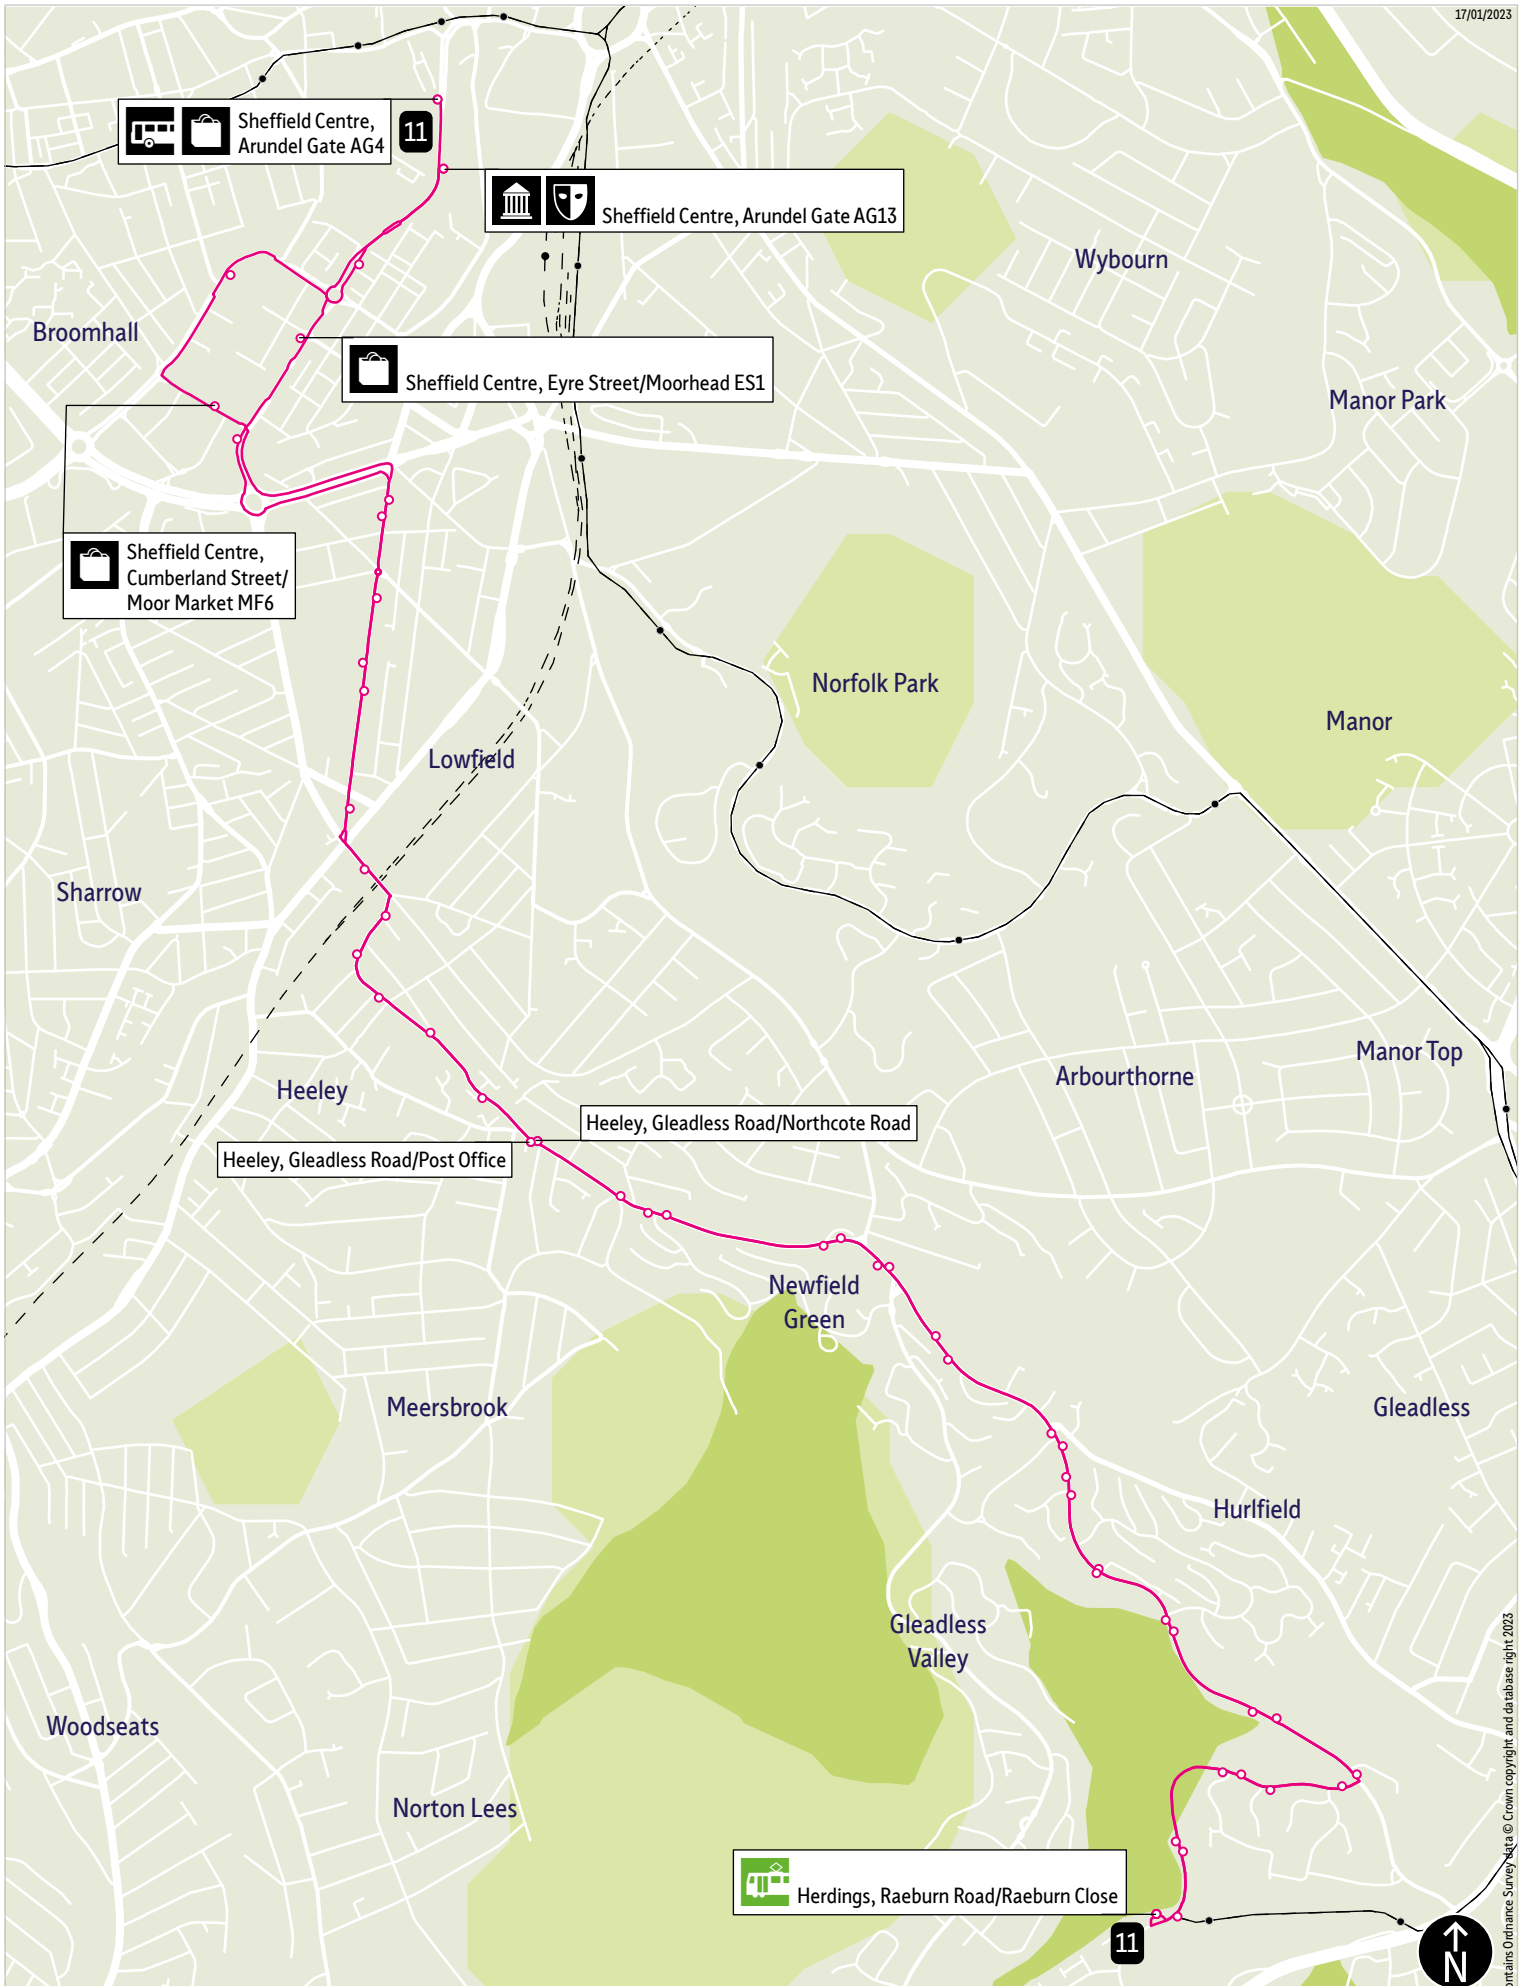 17/01/2023
Sheffield Centre,
Arundel Gate AG4
11
Sheffield Centre, Arundel Gate AG13
Wybourn
Broomhall
Sheffield Centre, Eyre Street/Moorhead ES1
Manor Park
Sheffield Centre,
Cumberland Street/
Moor Market MF6
Norfolk Park
Manor
Lowfield
Sharrow
Manor Top
Arbourthorne
Heeley
Heeley, Gleadless Road/Northcote Road
Heeley, Gleadless Road/Post Office
Newfield
Green
Meersbrook
Gleadless
Hurlfield
Gleadless
Valley
Woodseats
Norton Lees
Herdings, Raeburn Road/Raeburn Close
11
N
ontains Ordnance Survey data © Crown copyright and database right 2023